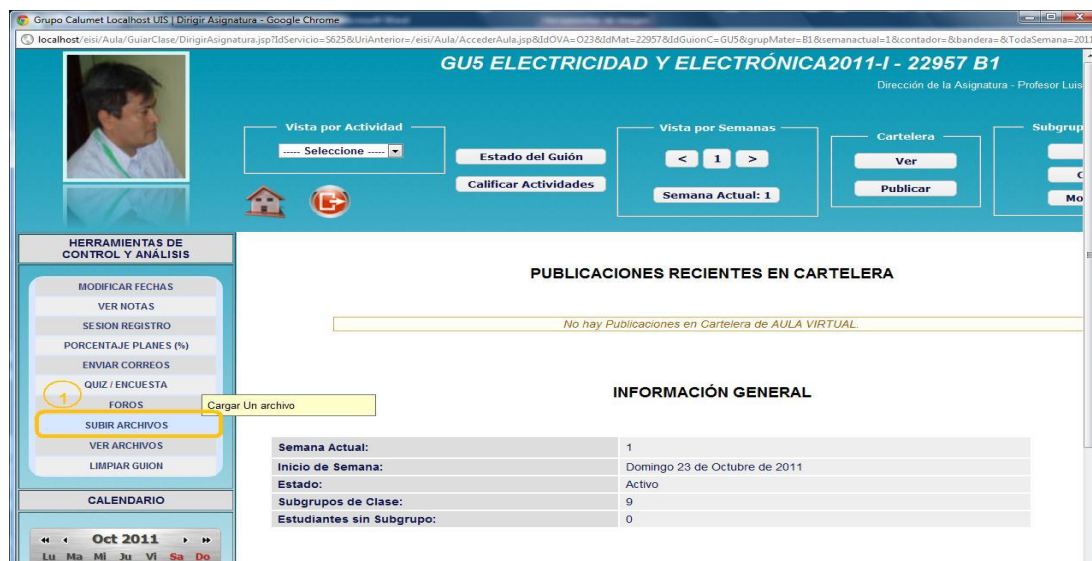 Grupo Calumet Localhost UIS | Dirigir Asignatura - Google Chrome
localhost/eisi/Aula/GuiarClase/DirigirAsignatura.jsp?IdServicio=S625&UriAnterior=/eisi/Aula/AccederAula.jsp&IdOVA=O23&IdMat=22957&IdGuionC=GU5&grupMater=B1&semanactual=1&contador=&bandera=&TodaSemana=2011
GU5 ELECTRICIDAD Y ELECTRÓNICA2011-I - 22957 B1
Dirección de la Asignatura - Profesor Luis
Vista por Actividad
----- Seleccione -----
Estado del Guión
Calificar Actividades
Vista por Semanas
< 1 >
Semana Actual: 1
Cartelera
Ver
Publicar
Subgrup
C
Mo
HERRAMIENTAS DE
CONTROL Y ANÁLISIS
MODIFICAR FECHAS
VER NOTAS
SESION REGISTRO
PORCENTAJE PLANES (%)
ENVIAR CORREOS
QUIZ / ENCUESTA
1
FOROS
Cargar Un archivo
SUBIR ARCHIVOS
VER ARCHIVOS
LIMPIAR GUION
CALENDARIO
Oct 2011
Lu Ma Mi Ju Vi Sa Do
PUBLICACIONES RECIENTES EN CARTELERA
No hay Publicaciones en Cartelera de AULA VIRTUAL.
INFORMACIÓN GENERAL
Semana Actual: 1
Inicio de Semana: Domingo 23 de Octubre de 2011
Estado: Activo
Subgrupos de Clase: 9
Estudiantes sin Subgrupo: 0